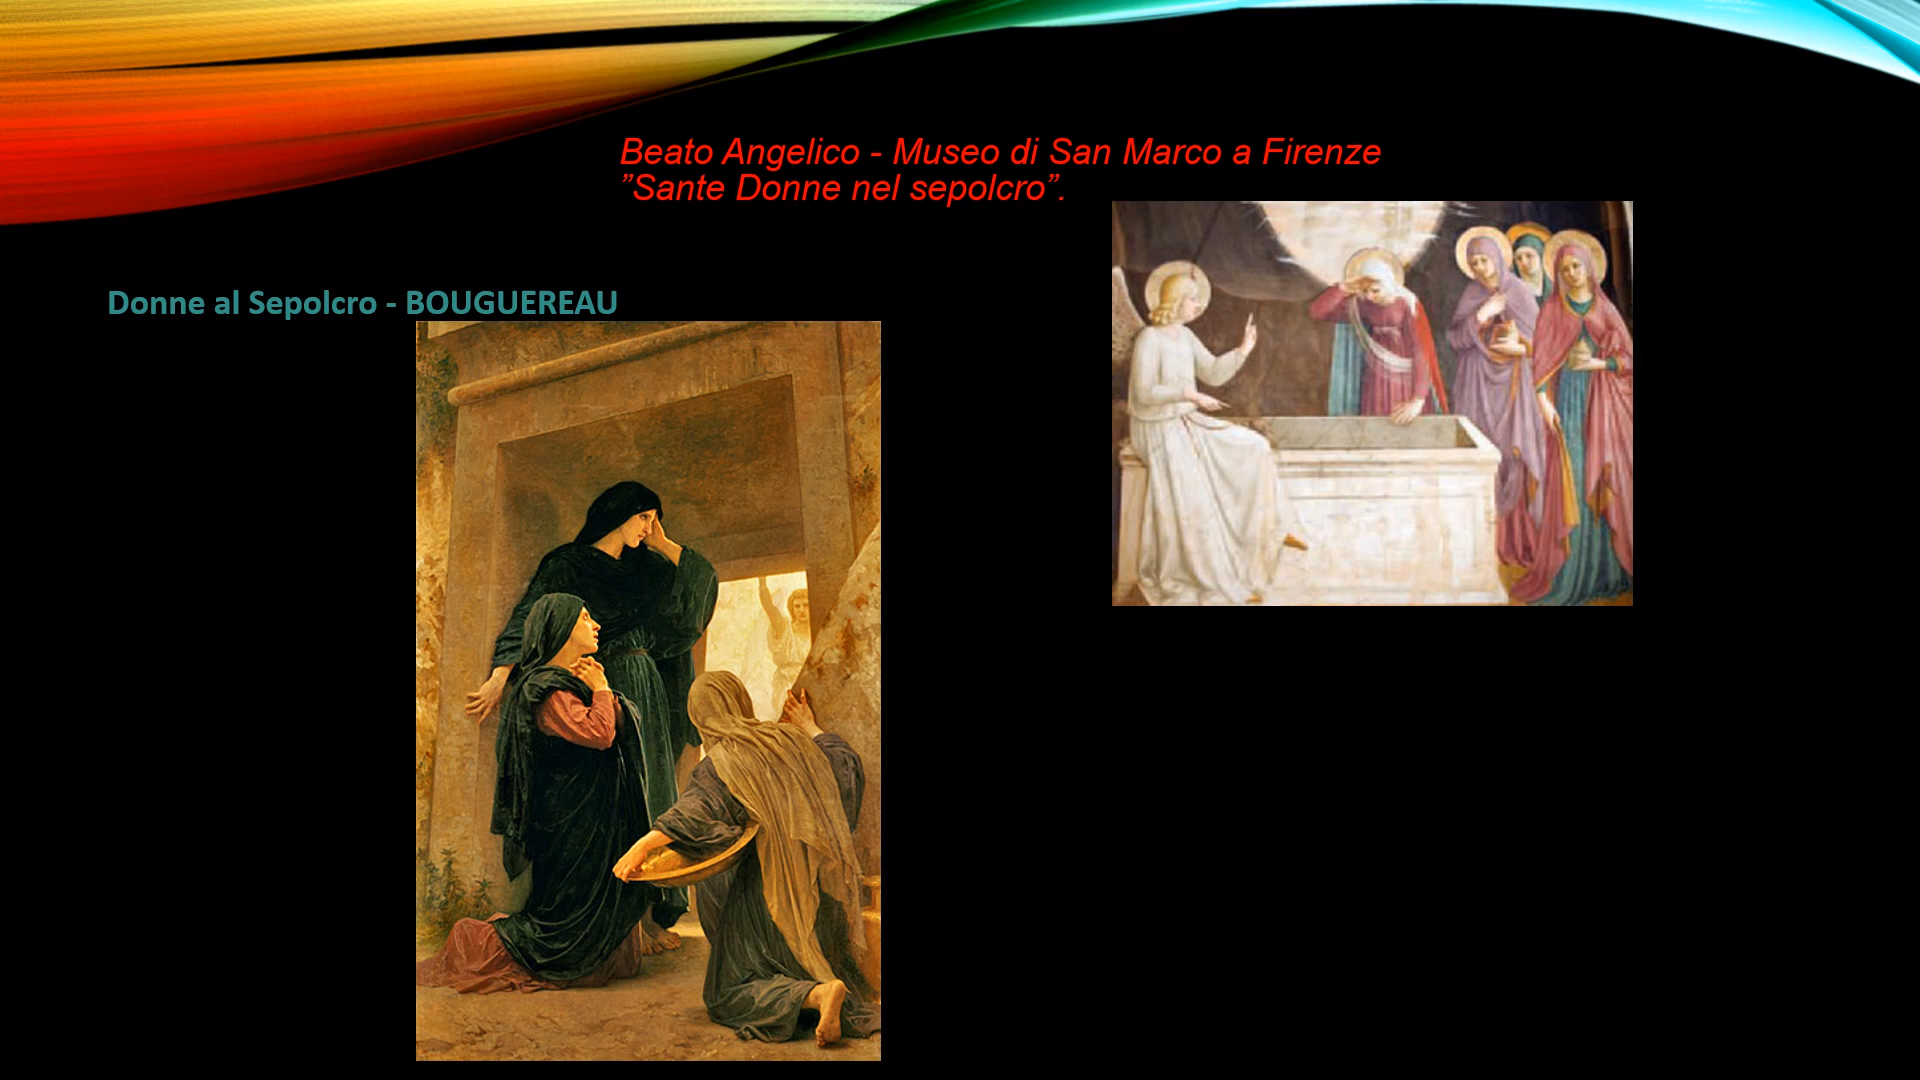 Beato Angelico - Museo di San Marco a Firenze
”Sante Donne nel sepolcro”.
Donne al Sepolcro - BOUGUEREAU